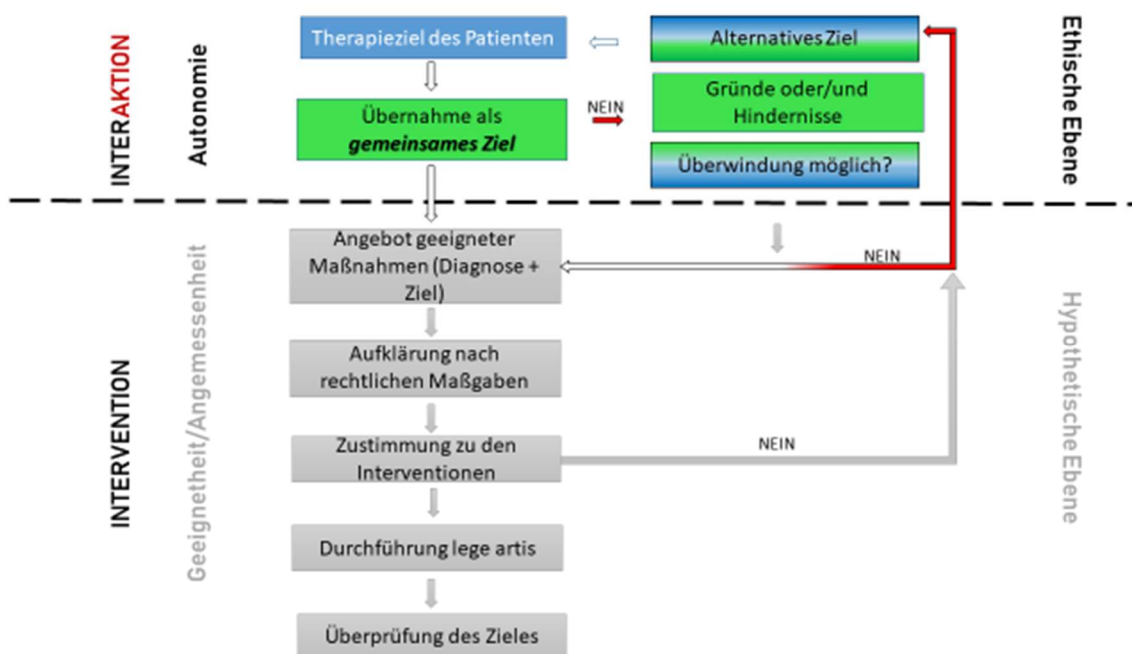 INTERAKTION
Autonomie
Therapieziel des Patienten
Alternatives Ziel
Übernahme als
gemeinsames Ziel
NEIN
Gründe oder/und
Hindernisse
Überwindung möglich?
Ethische Ebene
INTERVENTION
Geeignetheit/Angemessenheit
Angebot geeigneter
Maßnahmen (Diagnose +
Ziel)
NEIN
Aufklärung nach
rechtlichen Maßgaben
Zustimmung zu den
Interventionen
NEIN
Durchführung lege artis
Überprüfung des Zieles
Hypothetische Ebene